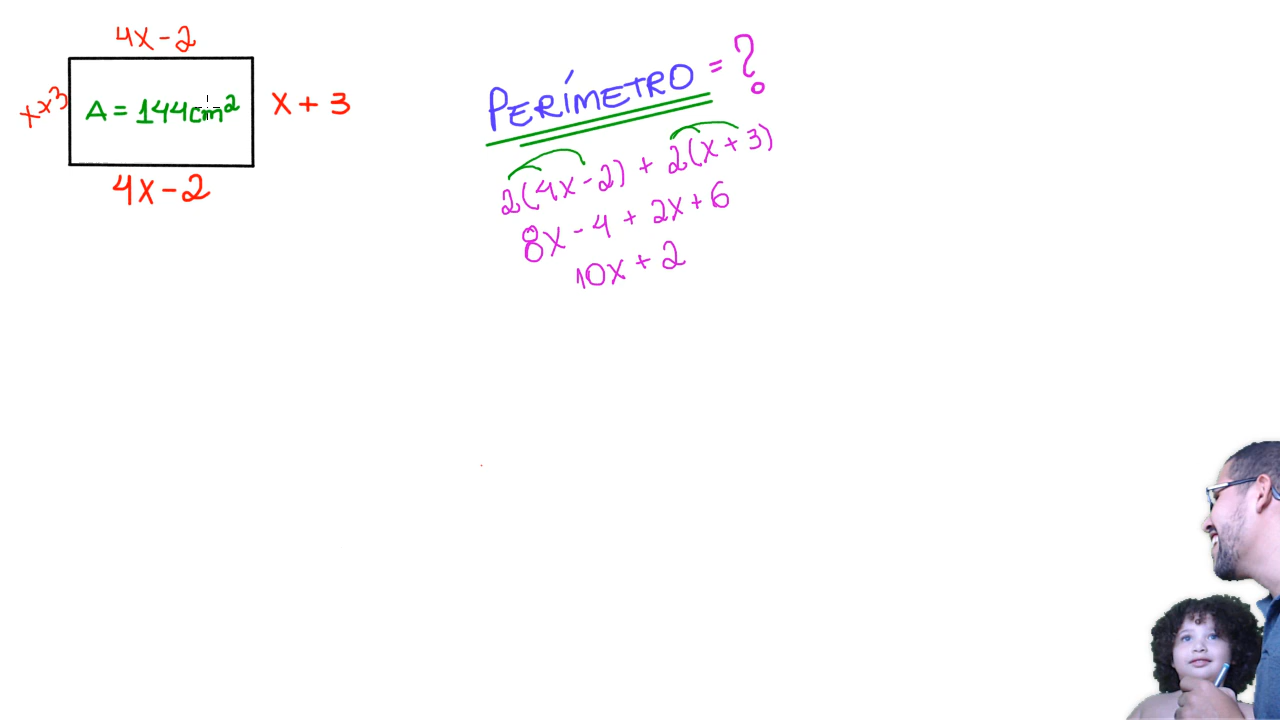 4x - 2
x x 3
A = 144cm²
x + 3
4x - 2
PERÍMETRO = ?
2(4x - 2) + 2(x + 3)
8x - 4 + 2x + 6
10x + 2